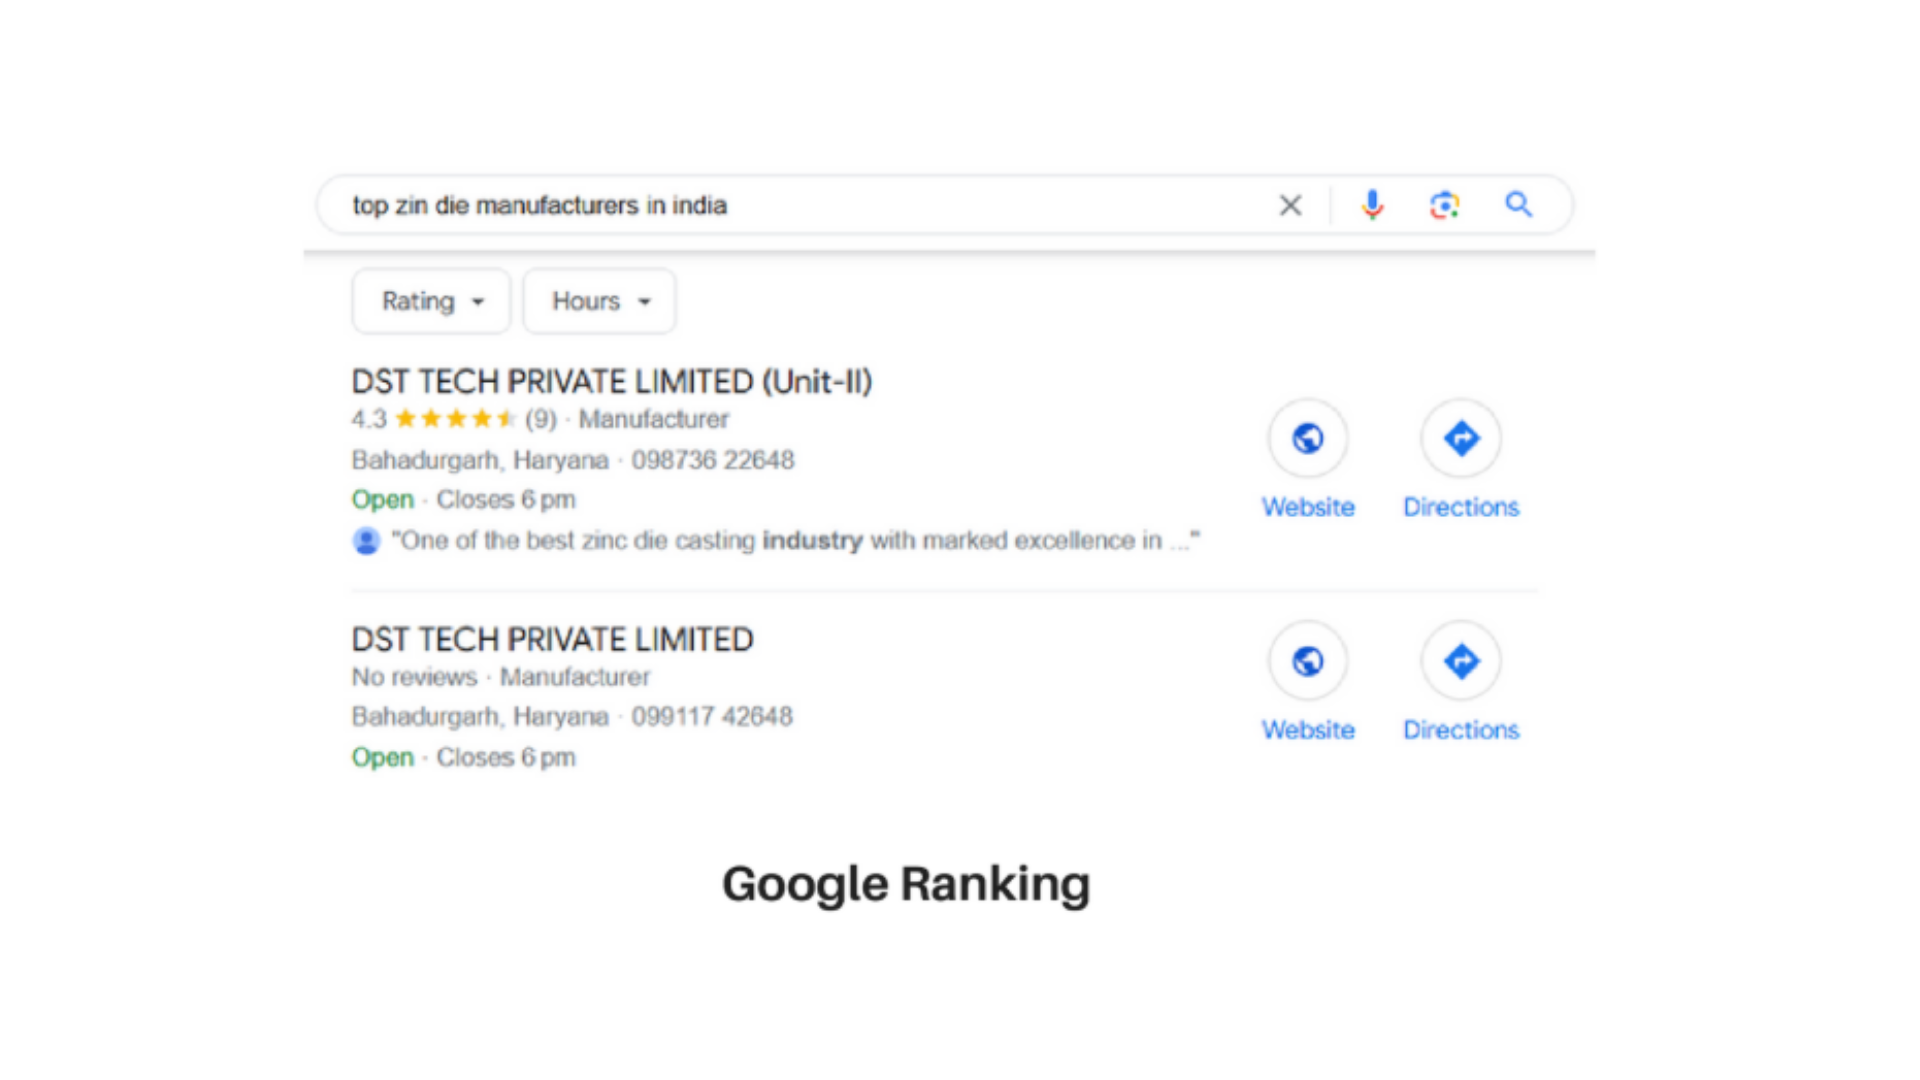 top zin die manufacturers in india
Rating
Hours
DST TECH PRIVATE LIMITED (Unit-II)
4.3 (9) · Manufacturer
Bahadurgarh, Haryana · 098736 22648
Open · Closes 6 pm
"One of the best zinc die casting industry with marked excellence in ..."
Website
Directions
DST TECH PRIVATE LIMITED
No reviews · Manufacturer
Bahadurgarh, Haryana · 099117 42648
Open · Closes 6 pm
Website
Directions
Google Ranking